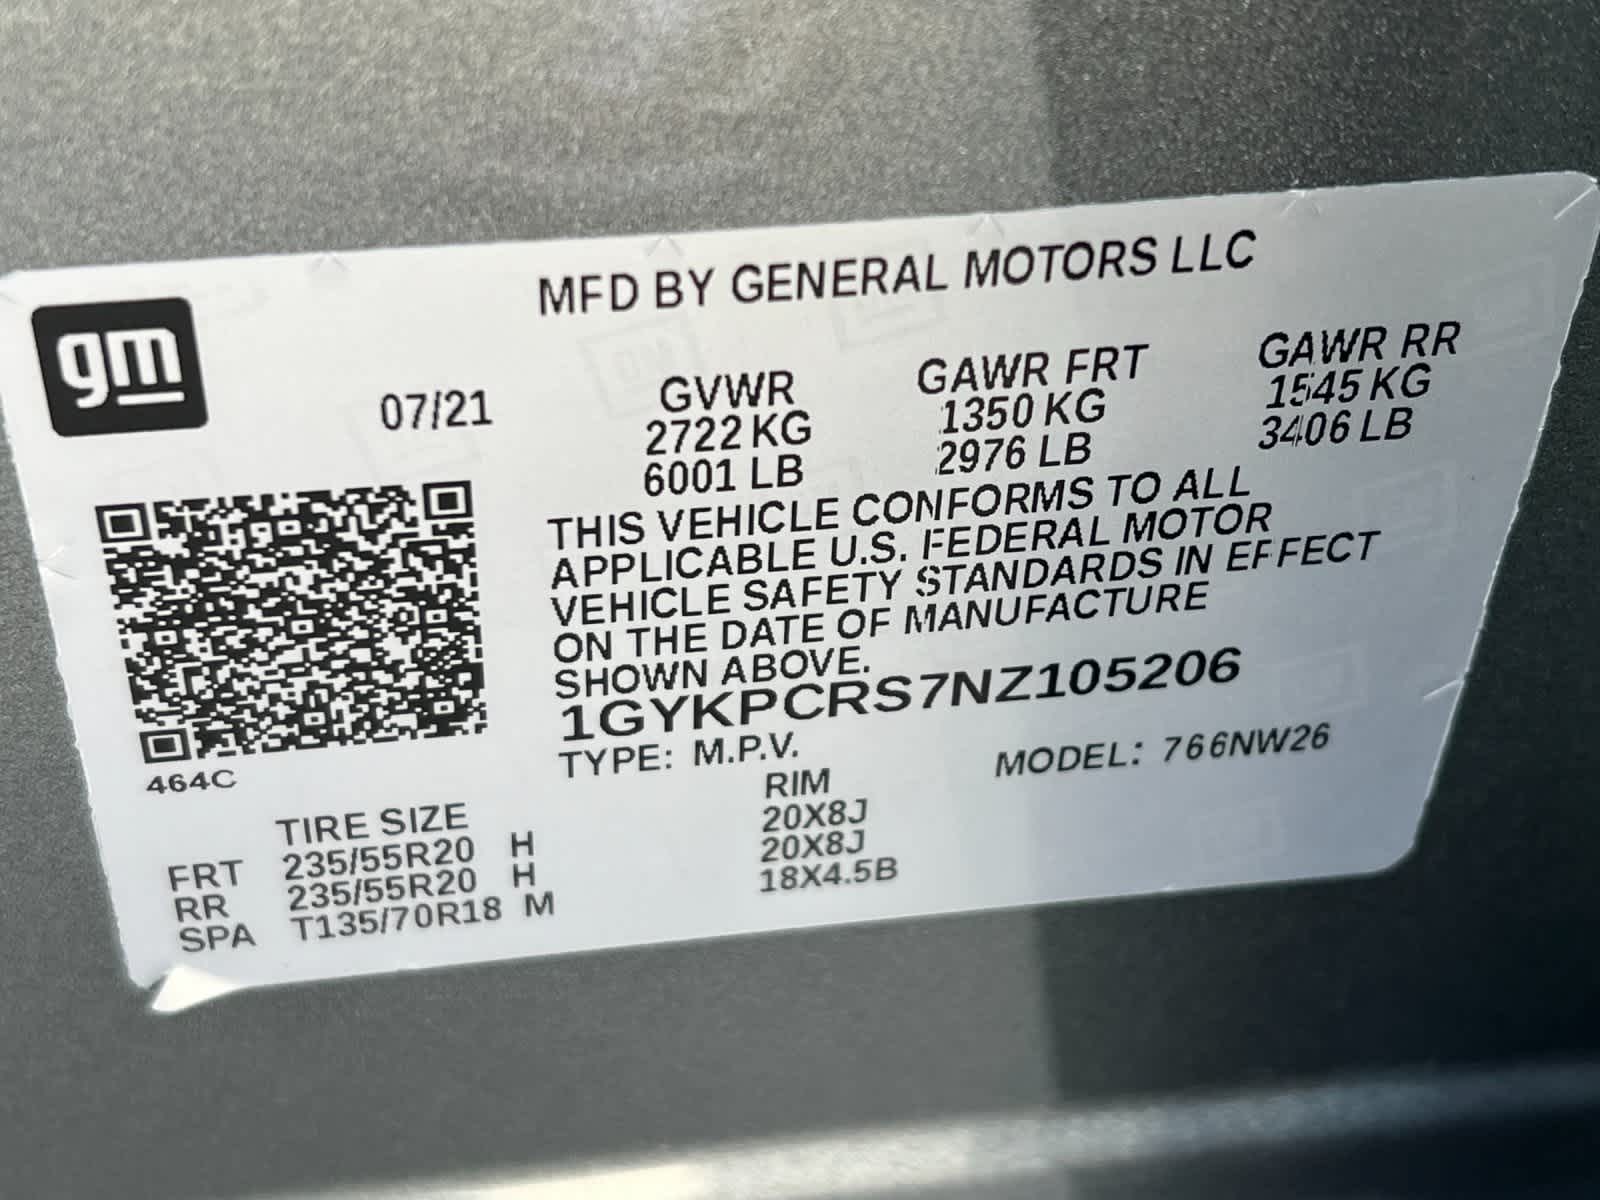 MFD BY GENERAL MOTORS LLC
gm
07/21
GVWR
2722 KG
6001 LB
GAWR FRT
1350 KG
2976 LB
GAWR RR
1545 KG
3406 LB
THIS VEHICLE CONFORMS TO ALL
APPLICABLE U.S. FEDERAL MOTOR
VEHICLE SAFETY STANDARDS IN EFFECT
ON THE DATE OF MANUFACTURE
SHOWN ABOVE.
1GYKPCRS7NZ105206
TYPE: M.P.V. MODEL: 766NW26
464C
TIRE SIZE RIM
FRT 235/55R20 H 20X8J
RR 235/55R20 H 20X8J
SPA T135/70R18 M 18X4.5B